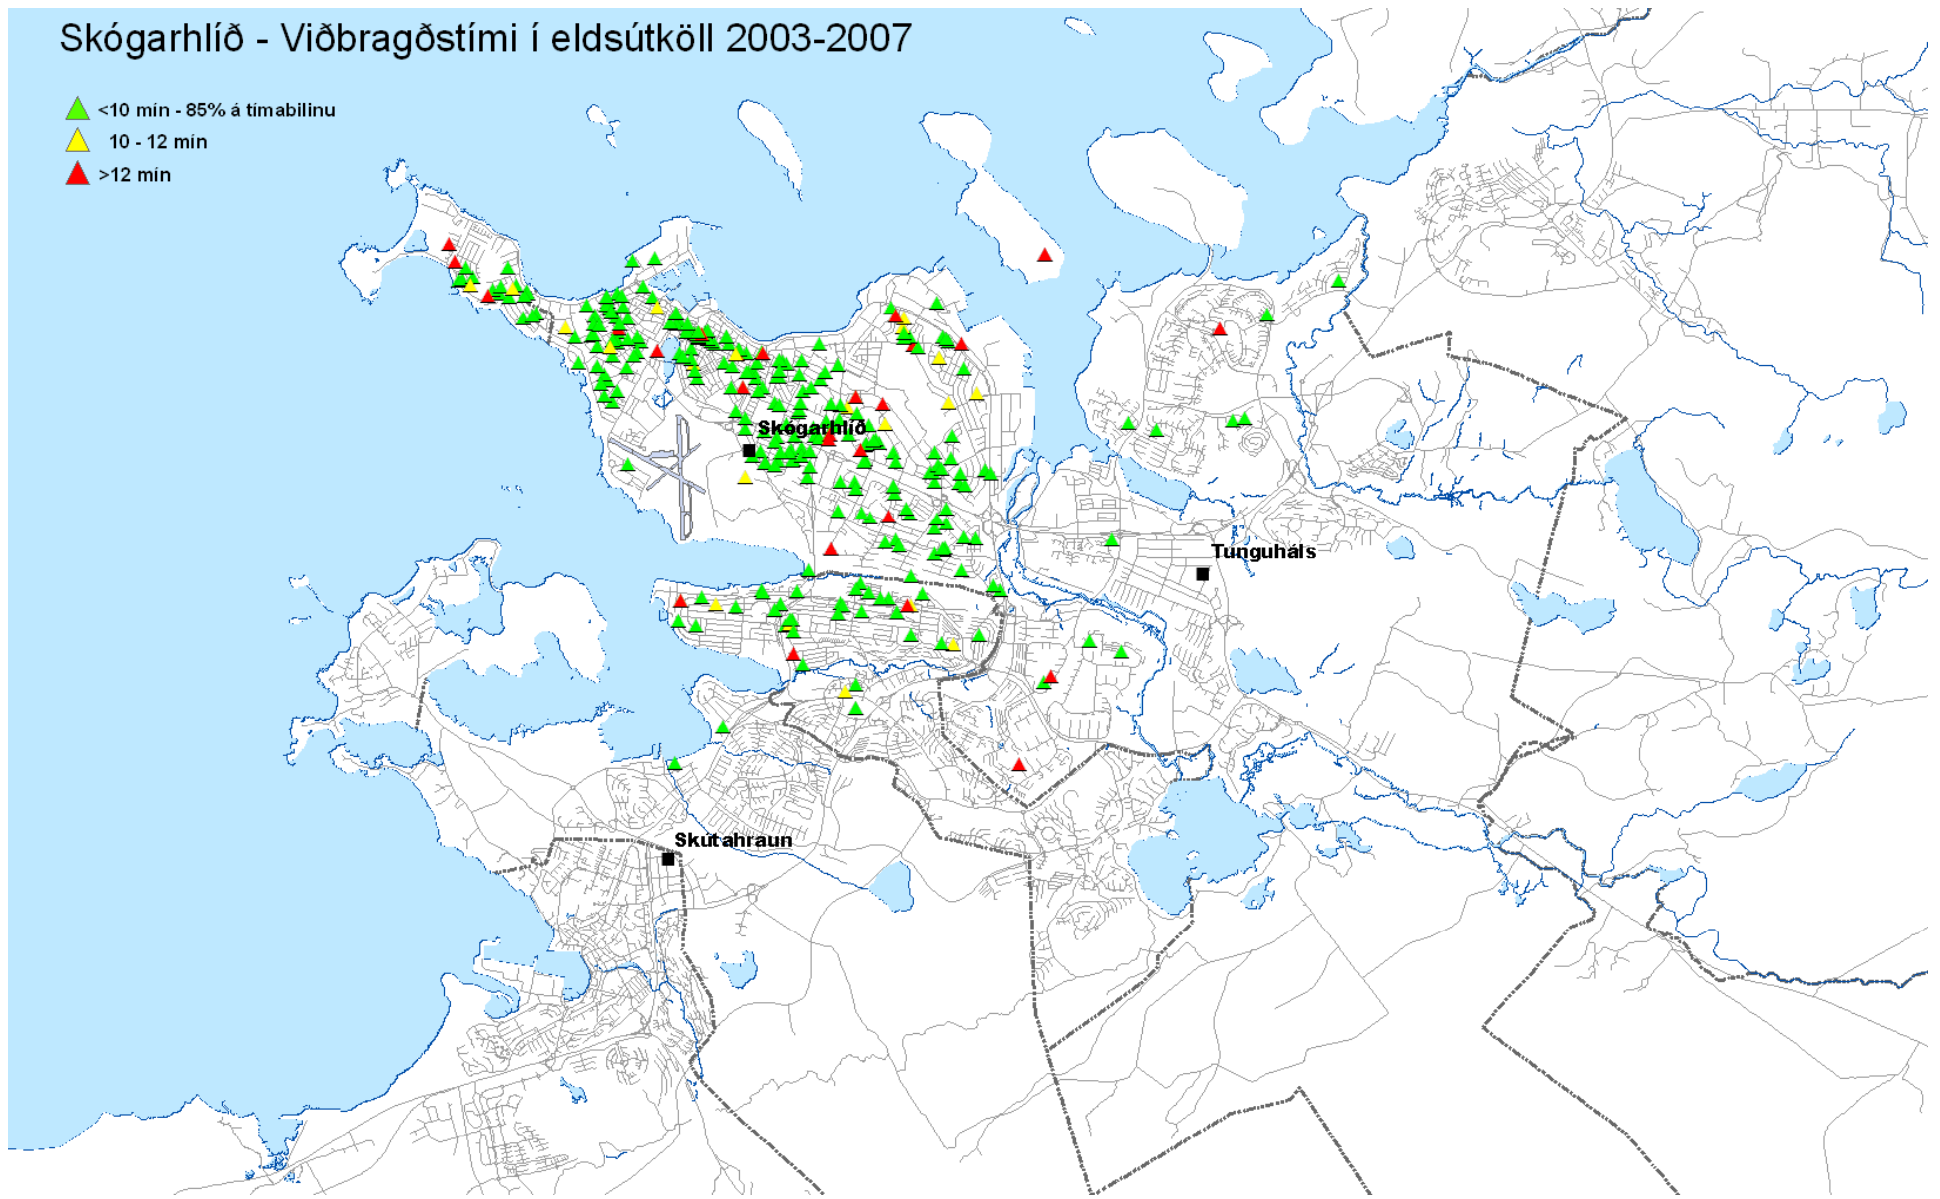 Skógarhlíð - Viðbragðstími í eldsútköll 2003-2007
<10 mín - 85% á tímabilinu
10 - 12 mín
>12 mín
Skógarhlíð
Tunguháls
Skútahraun